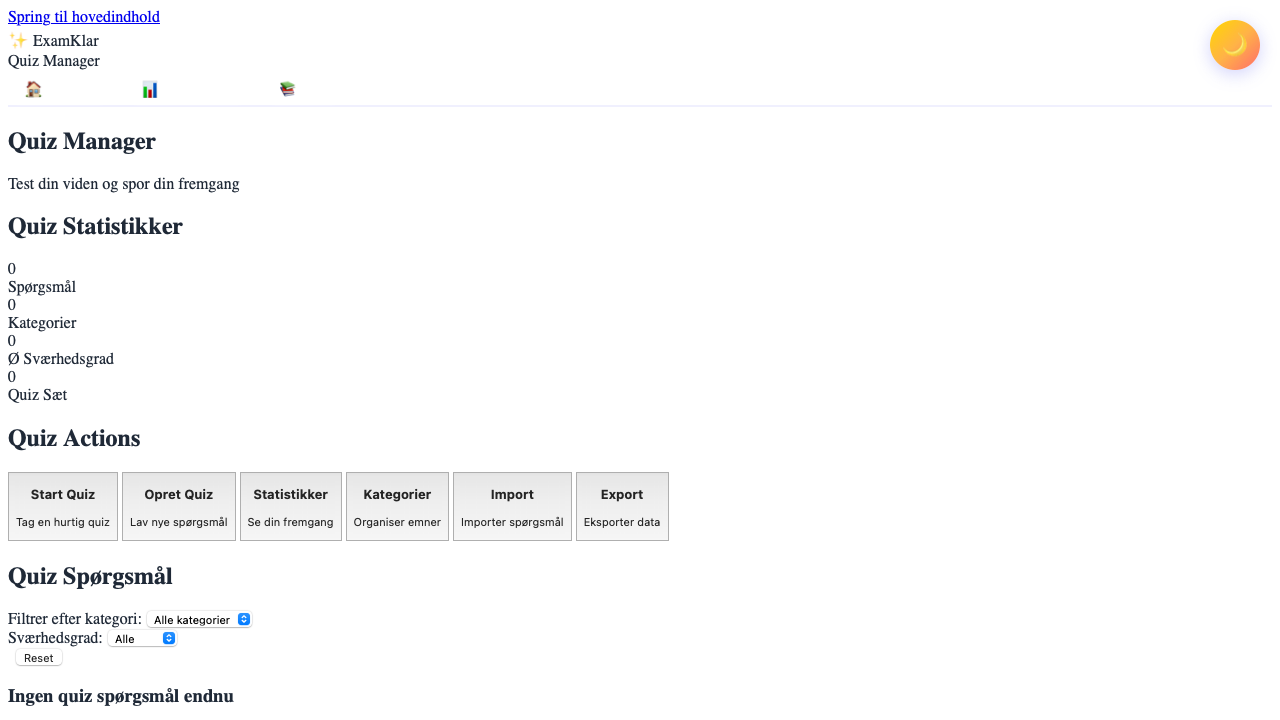 Spring til hovedindhold
✨ ExamKlar
Quiz Manager
Quiz Manager
Test din viden og spor din fremgang
Quiz Statistikker
0
Spørgsmål
0
Kategorier
0
Ø Sværhedsgrad
0
Quiz Sæt
Quiz Actions
Start Quiz Opret Quiz Statistikker Kategorier Import Export
Tag en hurtig quiz Lav nye spørgsmål Se din fremgang Organiser emner Importer spørgsmål Eksporter data
Quiz Spørgsmål
Filtrer efter kategori: Alle kategorier
Sværhedsgrad: Alle
Reset
Ingen quiz spørgsmål endnu